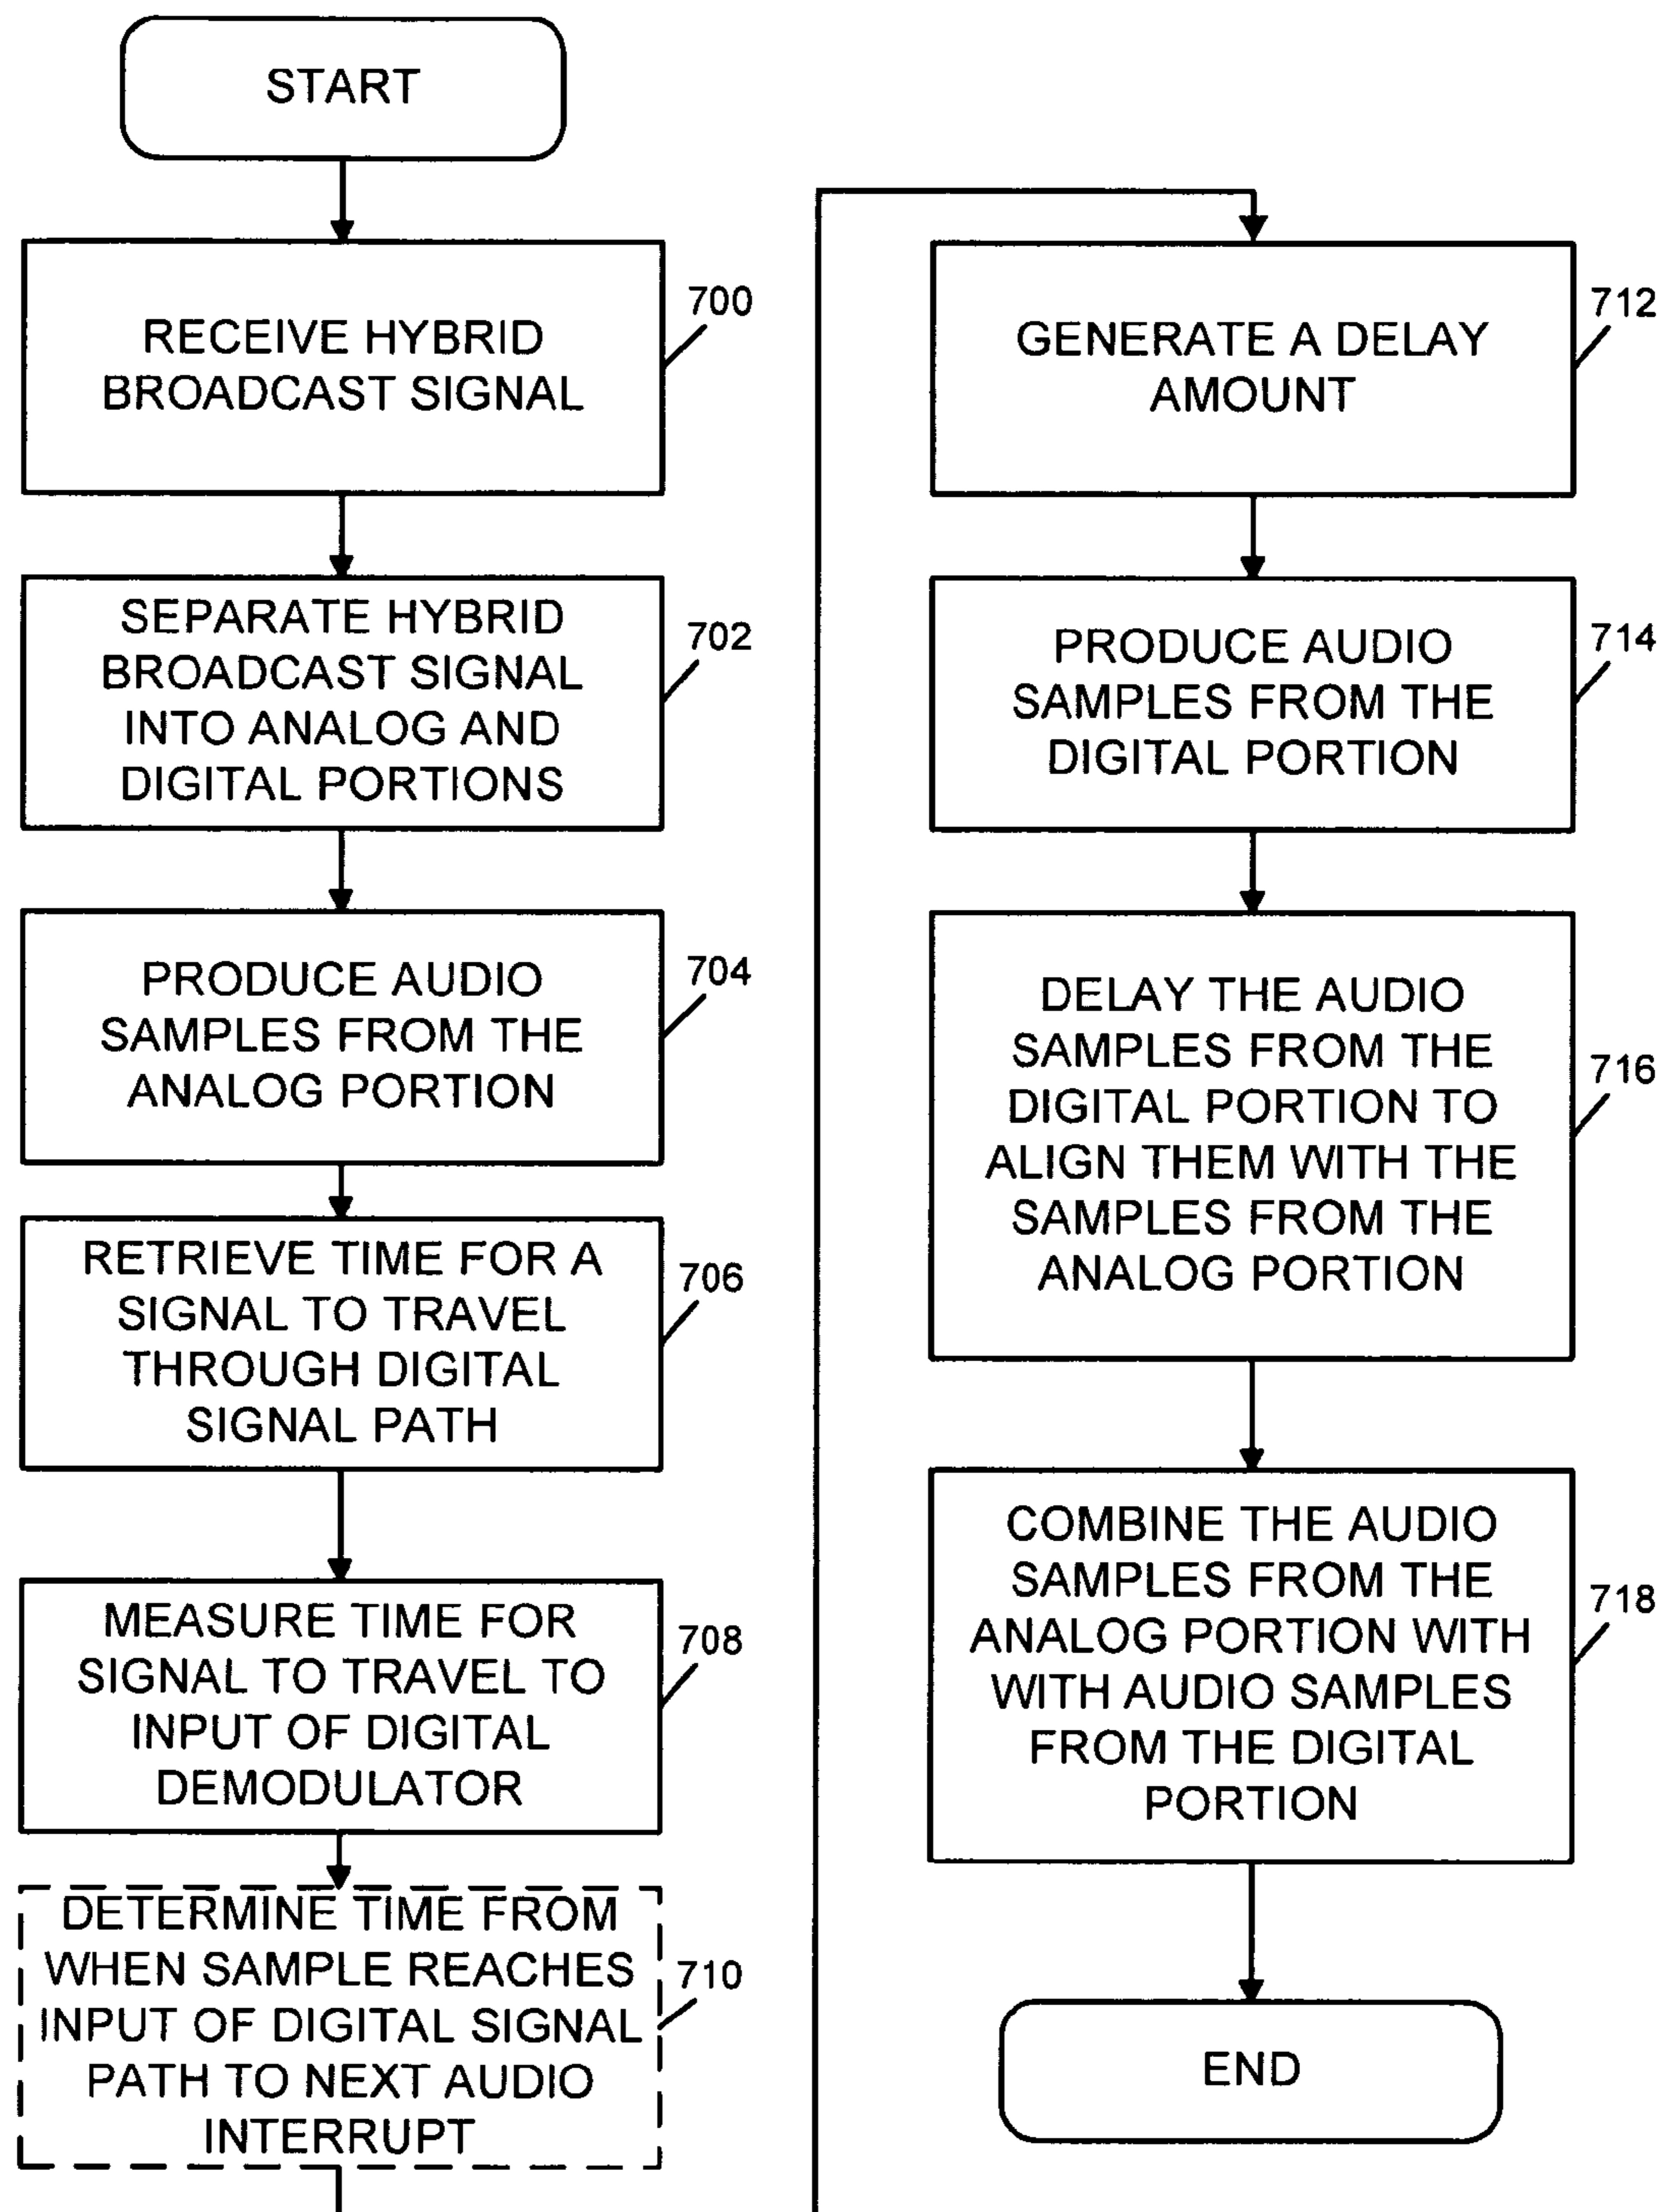 START
RECEIVE HYBRID
BROADCAST SIGNAL
700
SEPARATE HYBRID
BROADCAST SIGNAL
INTO ANALOG AND
DIGITAL PORTIONS
702
PRODUCE AUDIO
SAMPLES FROM THE
ANALOG PORTION
704
RETRIEVE TIME FOR A
SIGNAL TO TRAVEL
THROUGH DIGITAL
SIGNAL PATH
706
MEASURE TIME FOR
SIGNAL TO TRAVEL TO
INPUT OF DIGITAL
DEMODULATOR
708
DETERMINE TIME FROM
WHEN SAMPLE REACHES
INPUT OF DIGITAL SIGNAL
PATH TO NEXT AUDIO
INTERRUPT
710
GENERATE A DELAY
AMOUNT
712
PRODUCE AUDIO
SAMPLES FROM THE
DIGITAL PORTION
714
DELAY THE AUDIO
SAMPLES FROM THE
DIGITAL PORTION TO
ALIGN THEM WITH THE
SAMPLES FROM THE
ANALOG PORTION
716
COMBINE THE AUDIO
SAMPLES FROM THE
ANALOG PORTION WITH
WITH AUDIO SAMPLES
FROM THE DIGITAL
PORTION
718
END